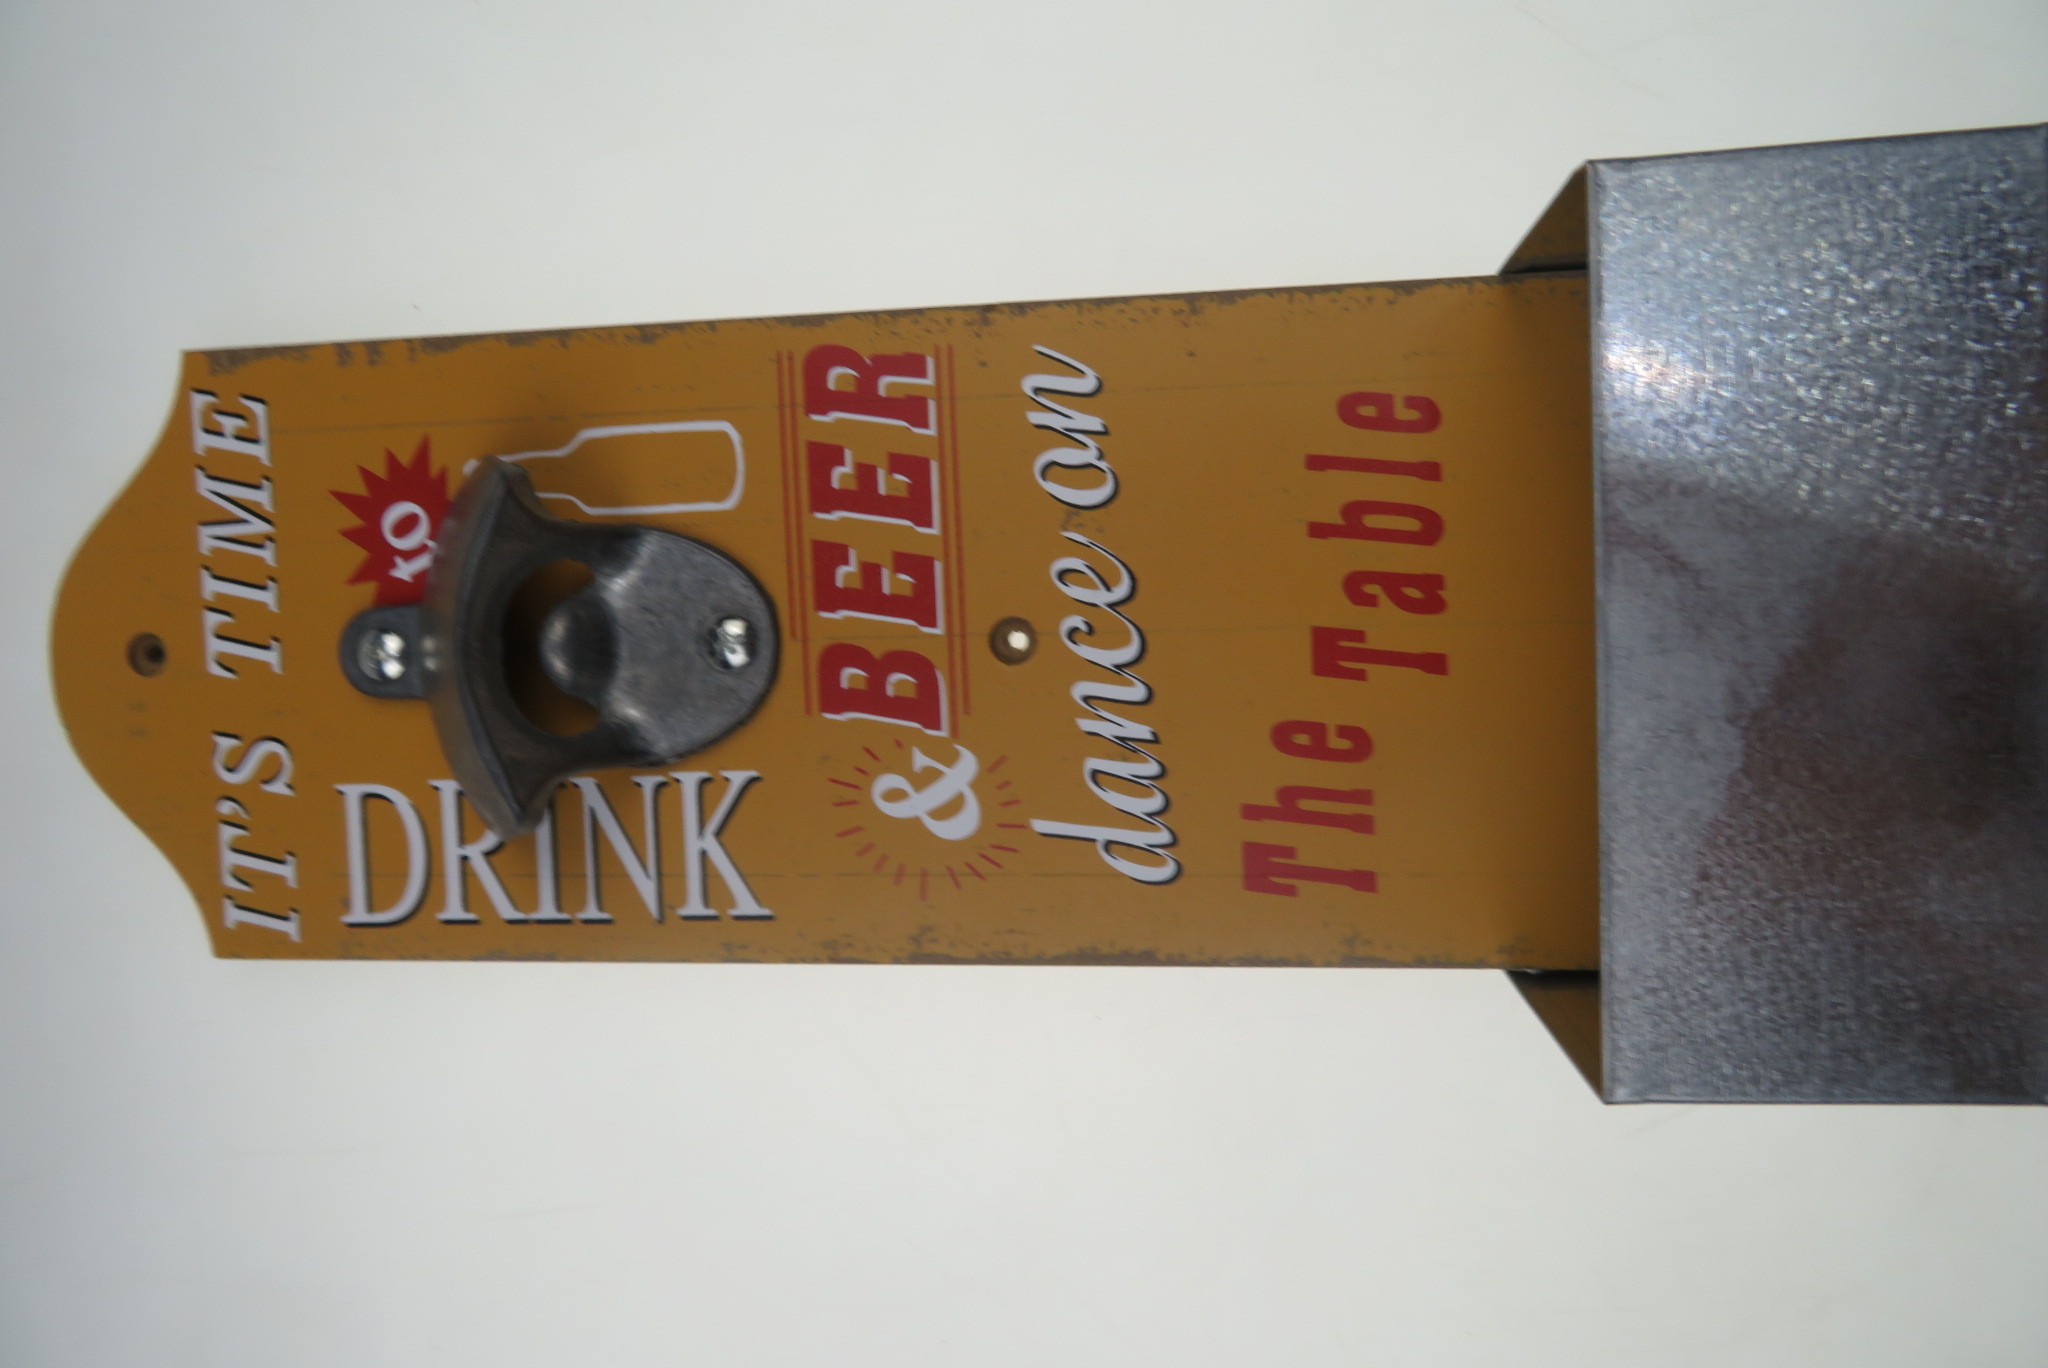 IT'S TIME
TO
DRINK
BEER
& dance on
The Table